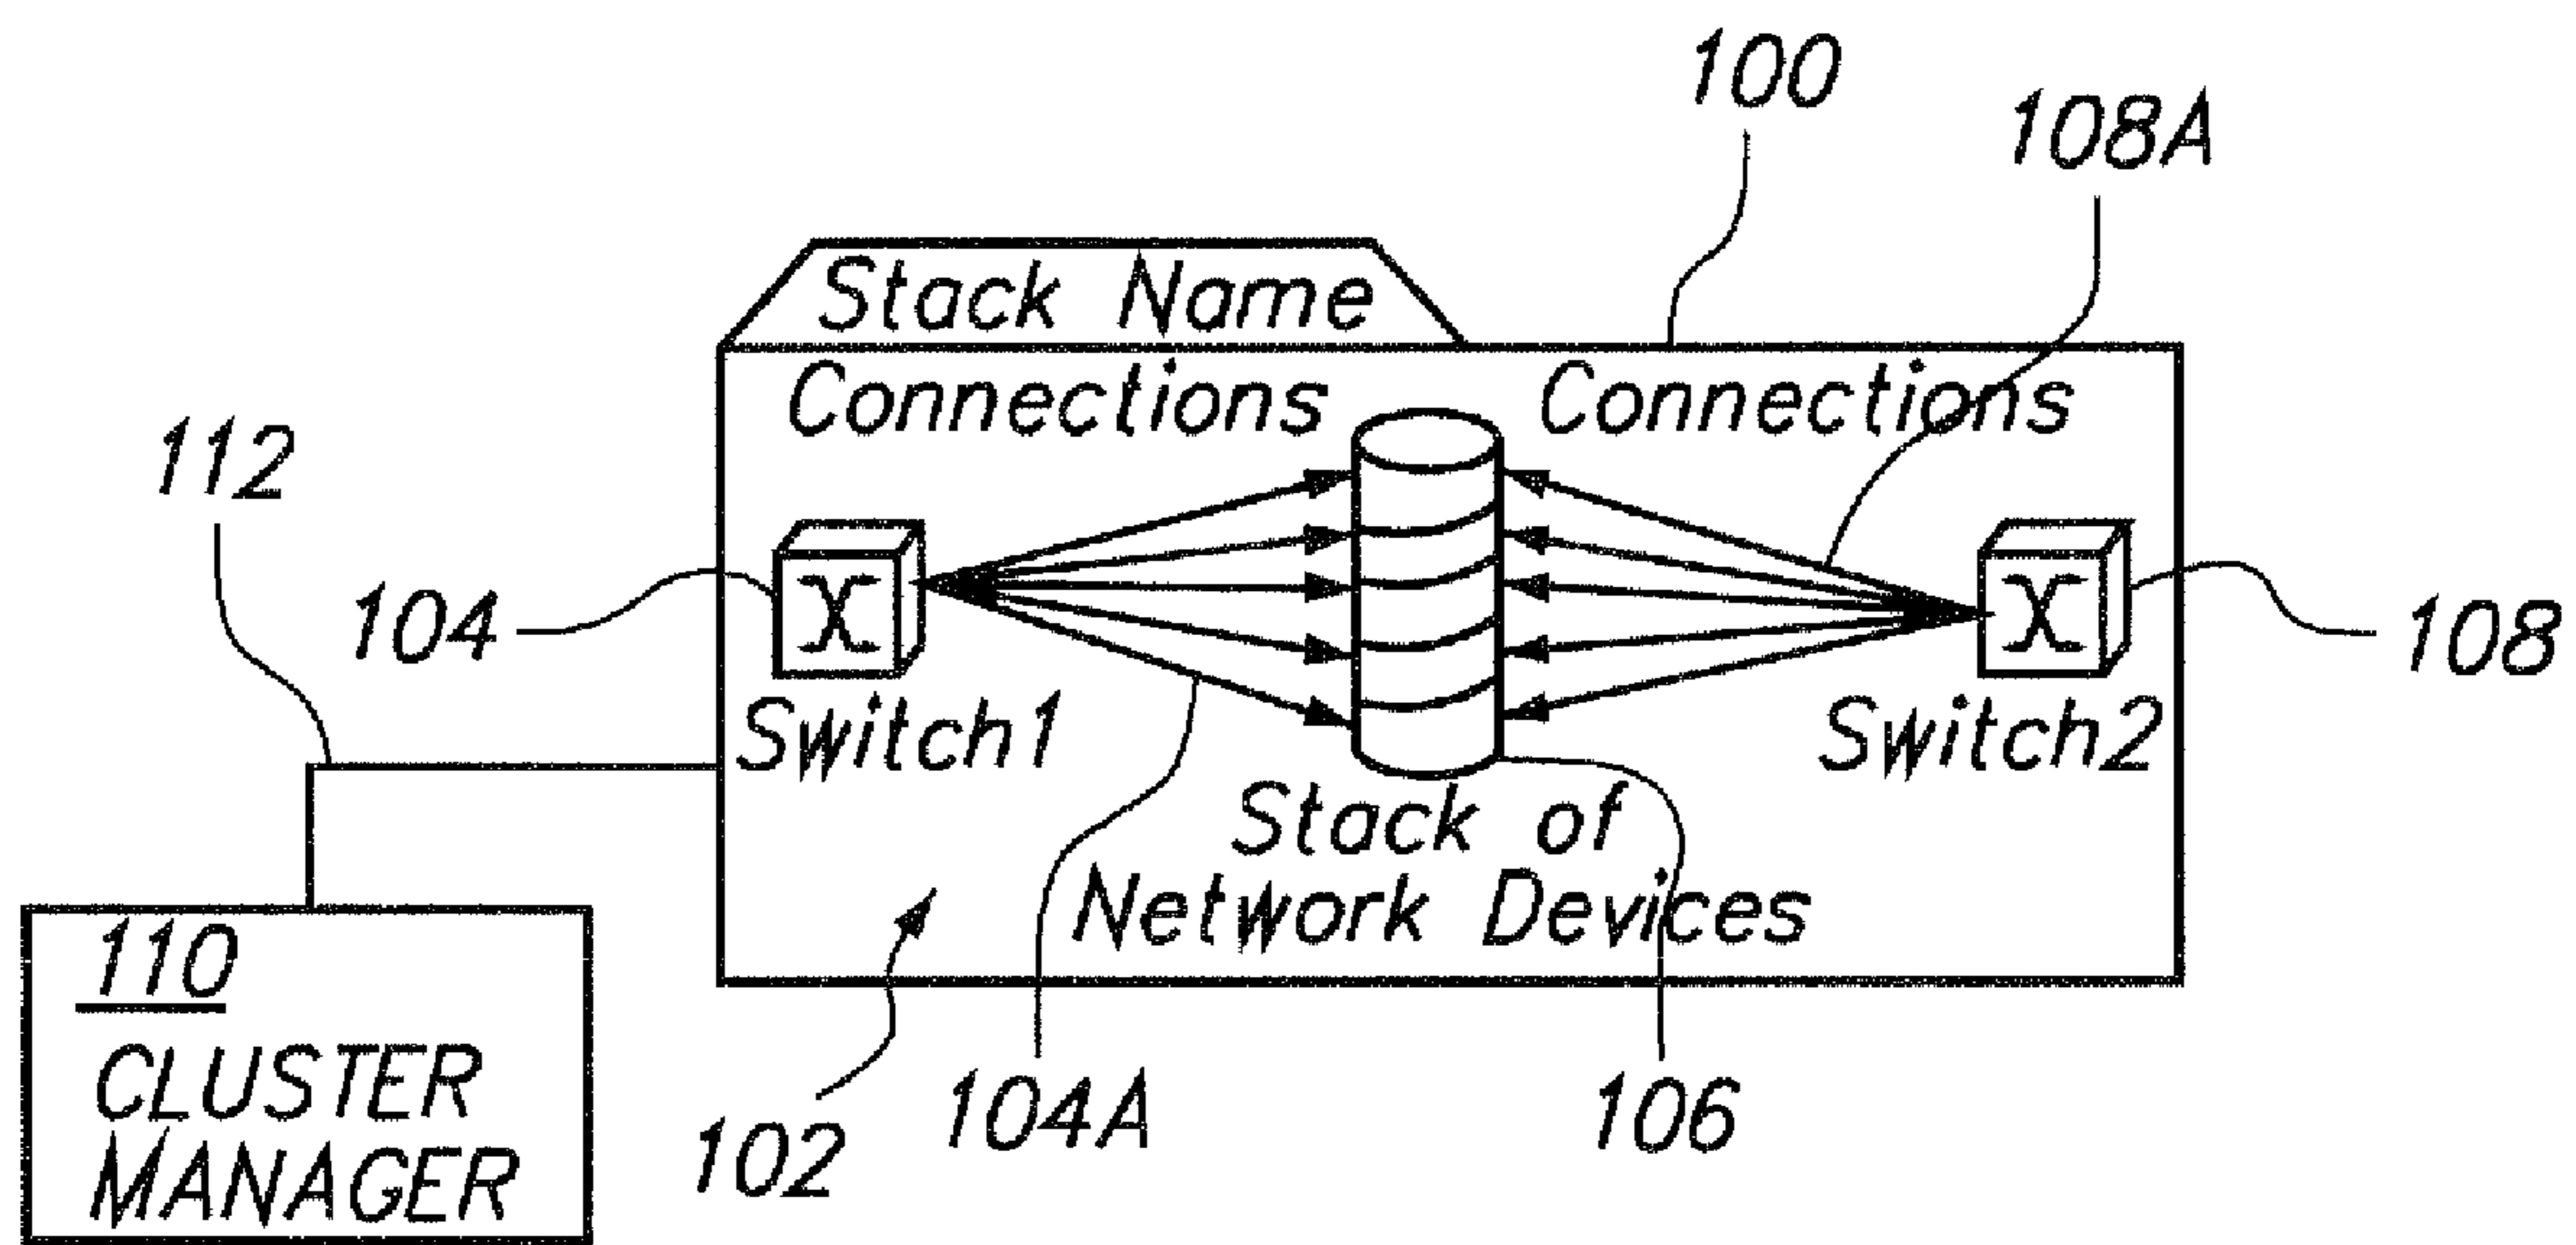 100
108A
Stack Name
Connections Connections
112
104
108
Switch1
Switch2
Stack of
Network Devices
110
CLUSTER
MANAGER
102
104A
106